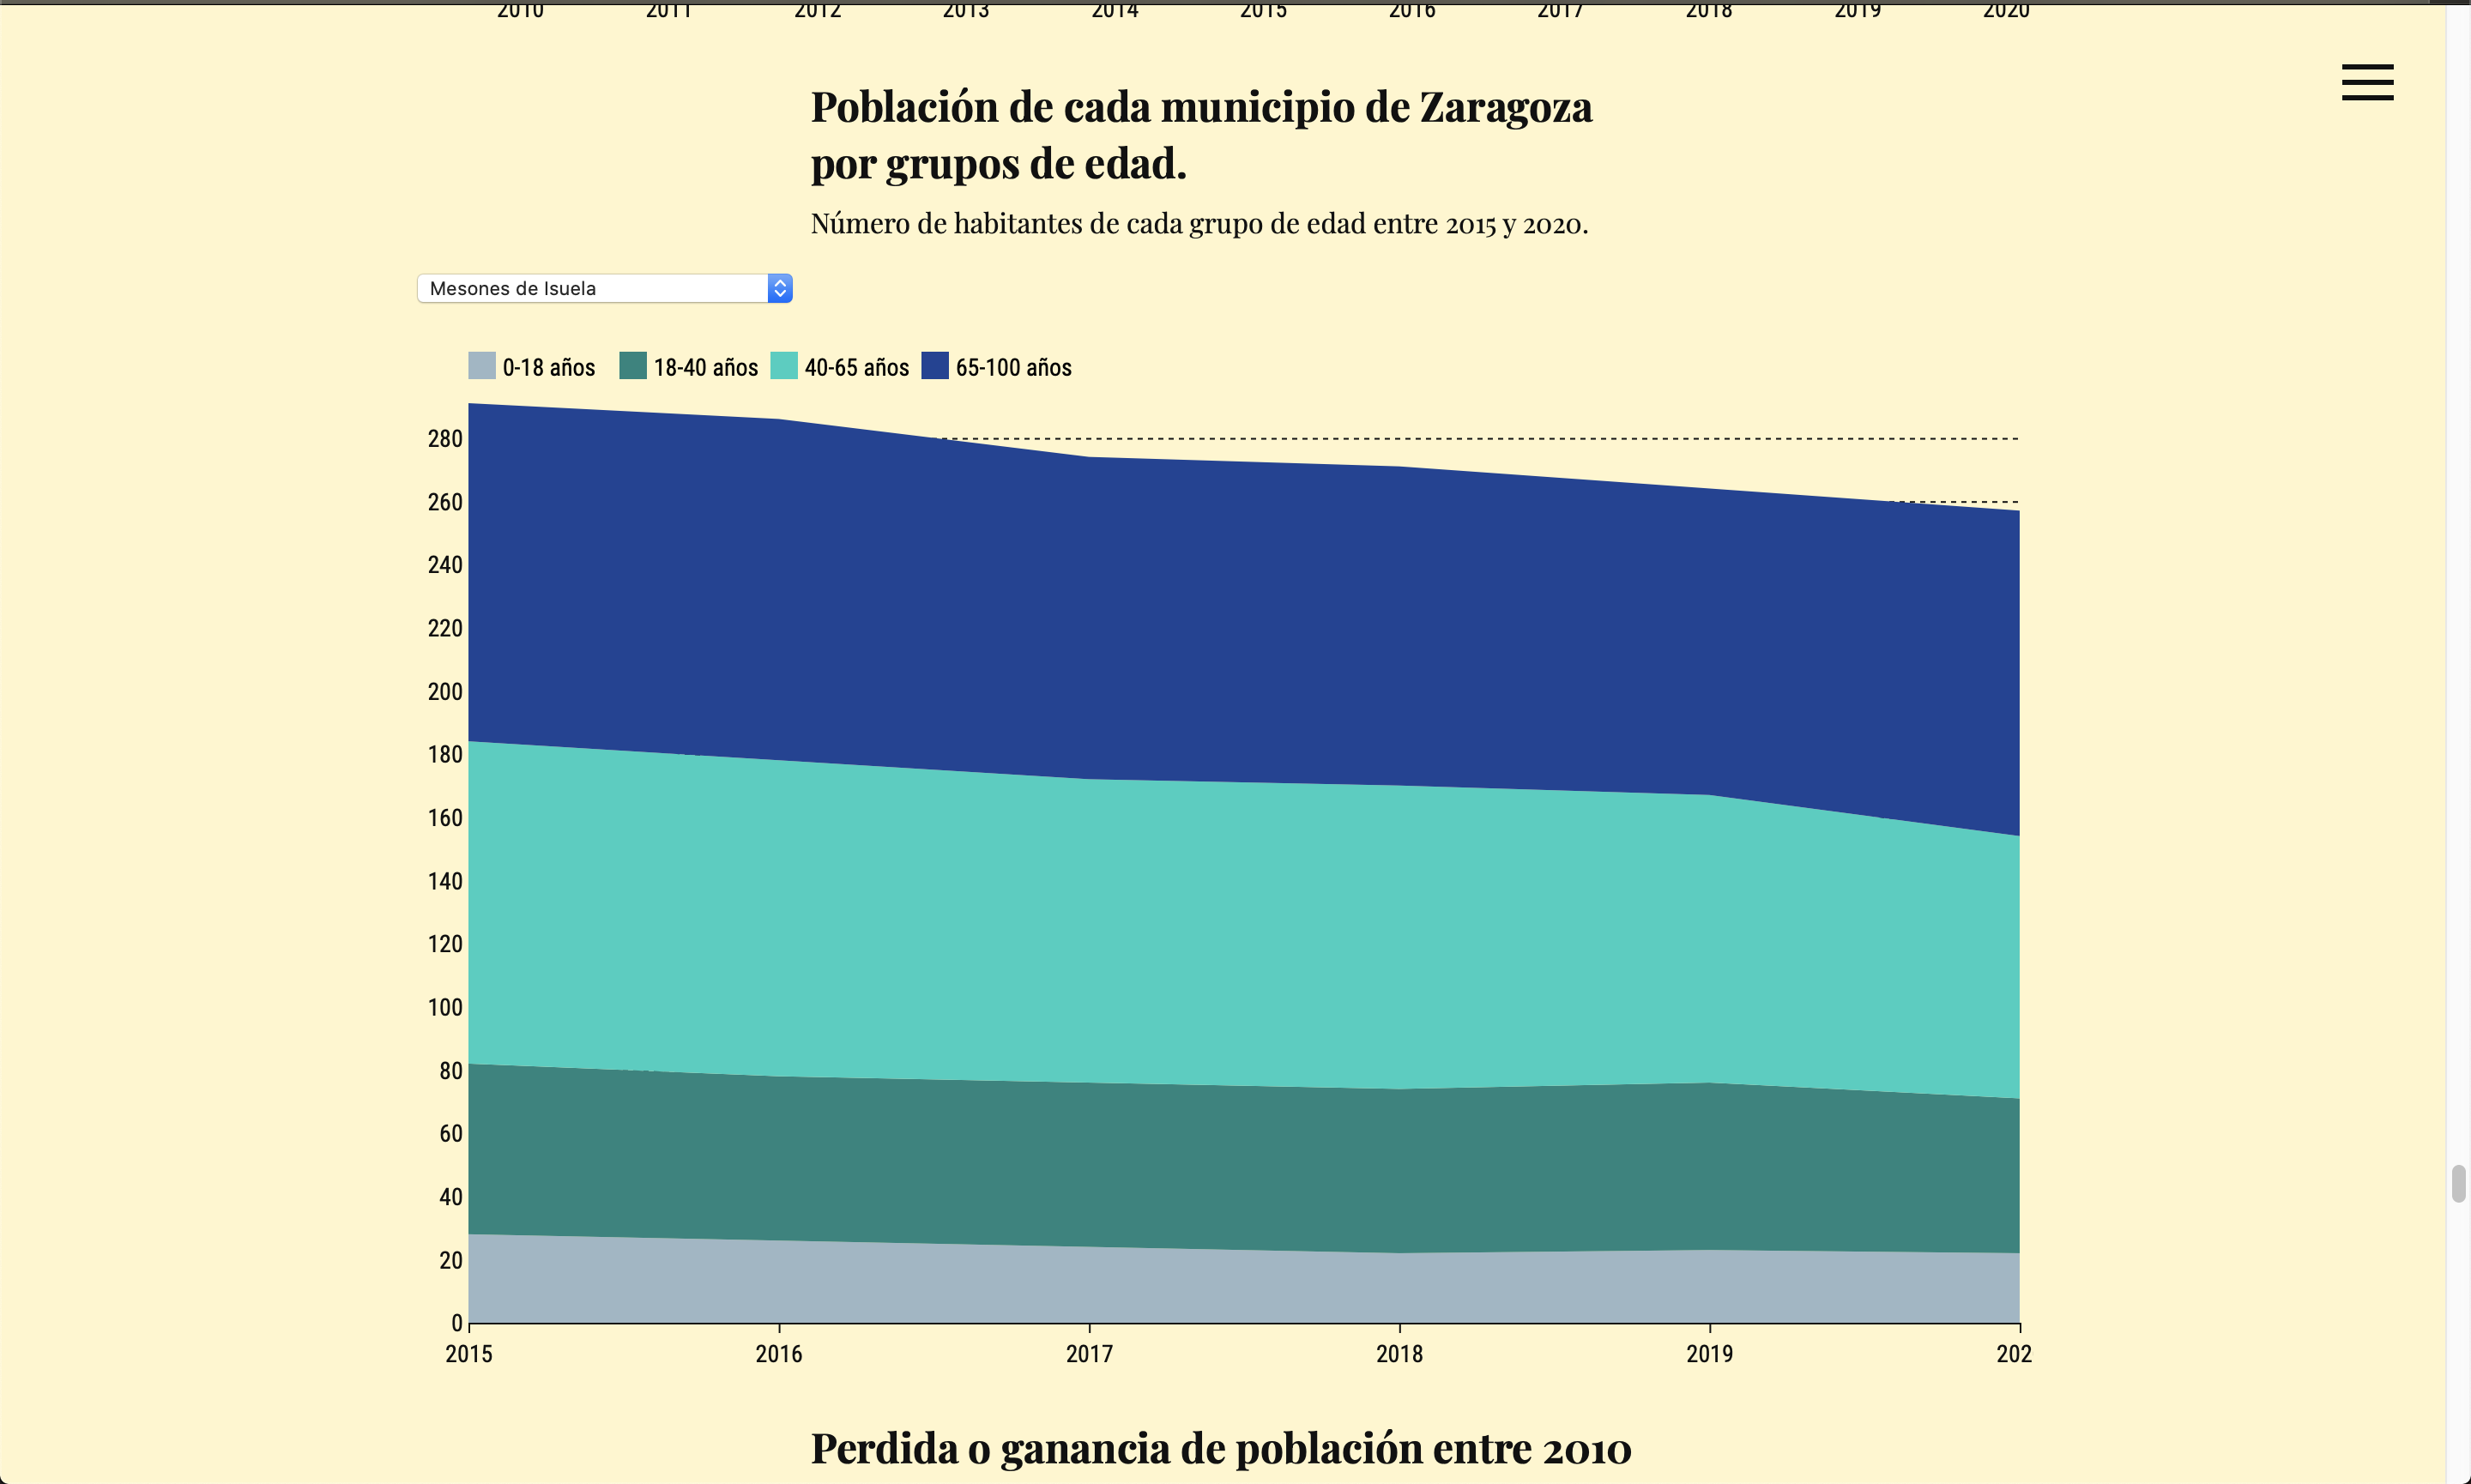 2010 2011 2012 2013 2014 2015 2016 2017 2018 2019 2020
Población de cada municipio de Zaragoza
por grupos de edad.
Número de habitantes de cada grupo de edad entre 2015 y 2020.
Mesones de Isuela
0-18 años 18-40 años 40-65 años 65-100 años
280
260
240
220
200
180
160
140
120
100
80
60
40
20
0
2015 2016 2017 2018 2019 202
Perdida o ganancia de población entre 2010